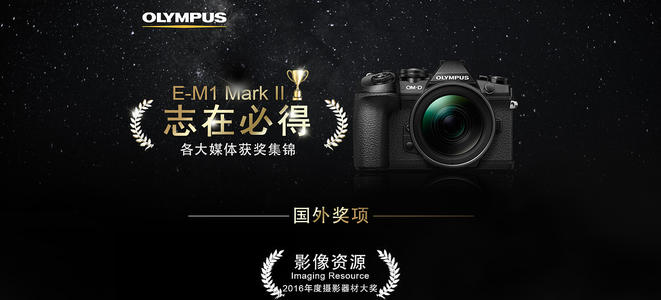 OLYMPUS
E-M1 Mark II
志在必得
各大媒体获奖集锦
OLYMPUS
OM-D
国外奖项
影像资源
Imaging Resource
2016年度摄影器材大奖